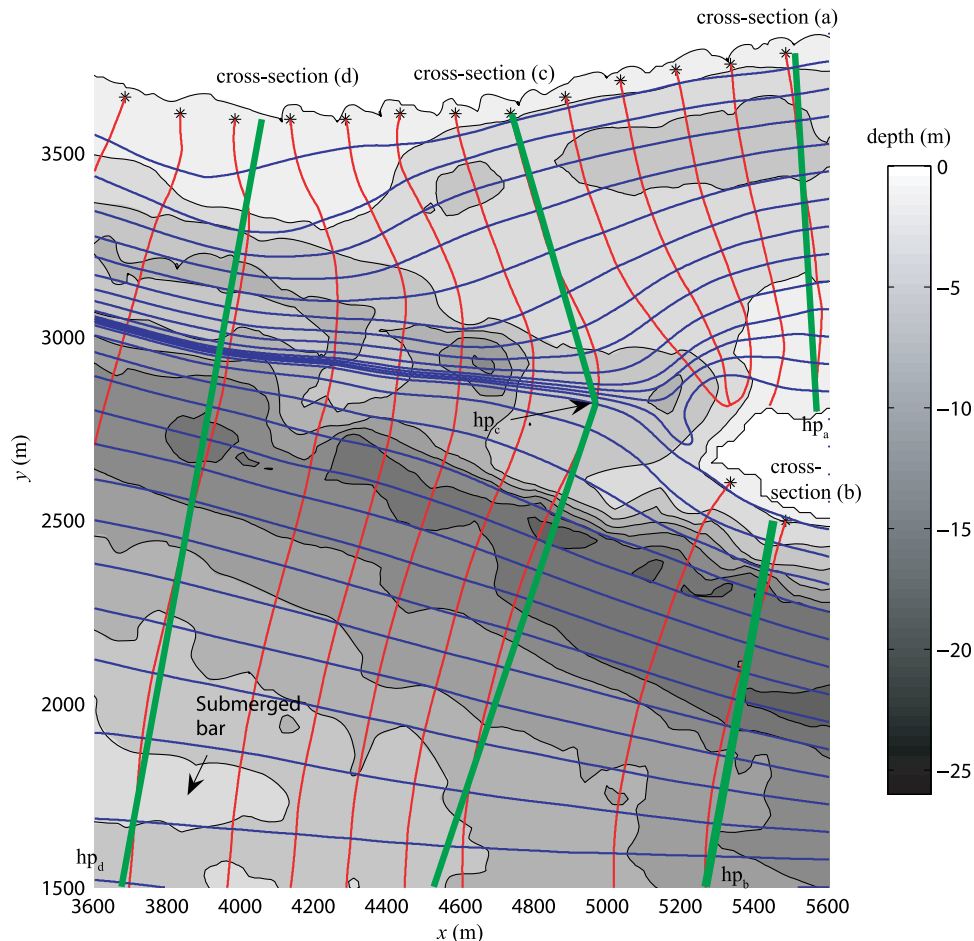 cross-section (a)
cross-section (d)
cross-section (c)
depth (m)
3500
3000
2500
2000
1500
y (m)
hp_c
hp_a
cross-
section (b)
Submerged
bar
hp_d
hp_b
3600 3800 4000 4200 4400 4600 4800 5000 5200 5400 5600
x (m)
0
−5
−10
−15
−20
−25